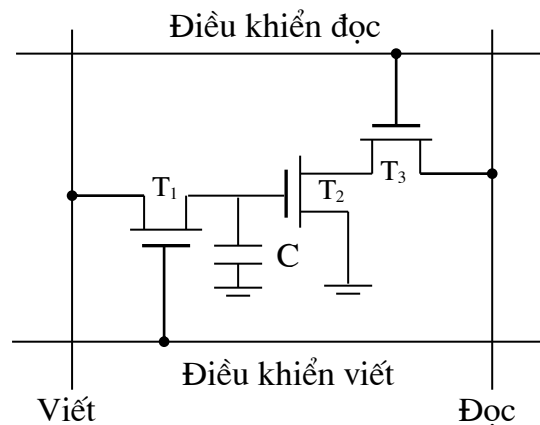 Điều khiển đọc
T1
T2
T3
C
Điều khiển viết
Viết
Đọc